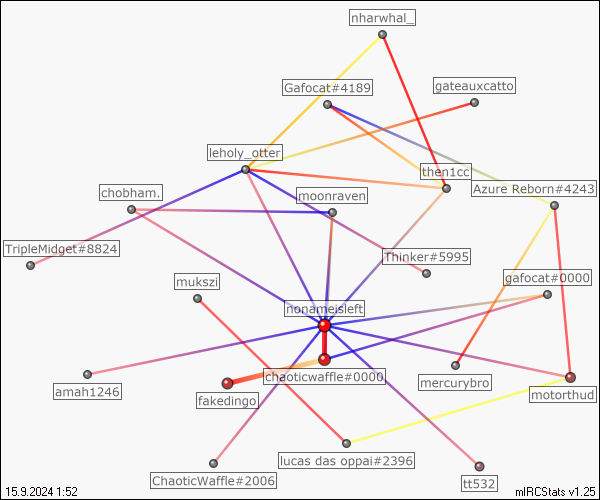 nharwhal_
Gafocat#4189
gateauxcatto
leholy_otter
then1cc
chobham.
moonraven
Azure Reborn#4243
TripleMidget#8824
Thinker#5995
mukszi
gafocat#0000
nonameisleft
chaoticwaffle#0000
mercurybro
amah1246
fakedingo
motorthud
lucas das oppai#2396
ChaoticWaffle#2006
tt532
15.9.2024 1:52
mIRCStats v1.25